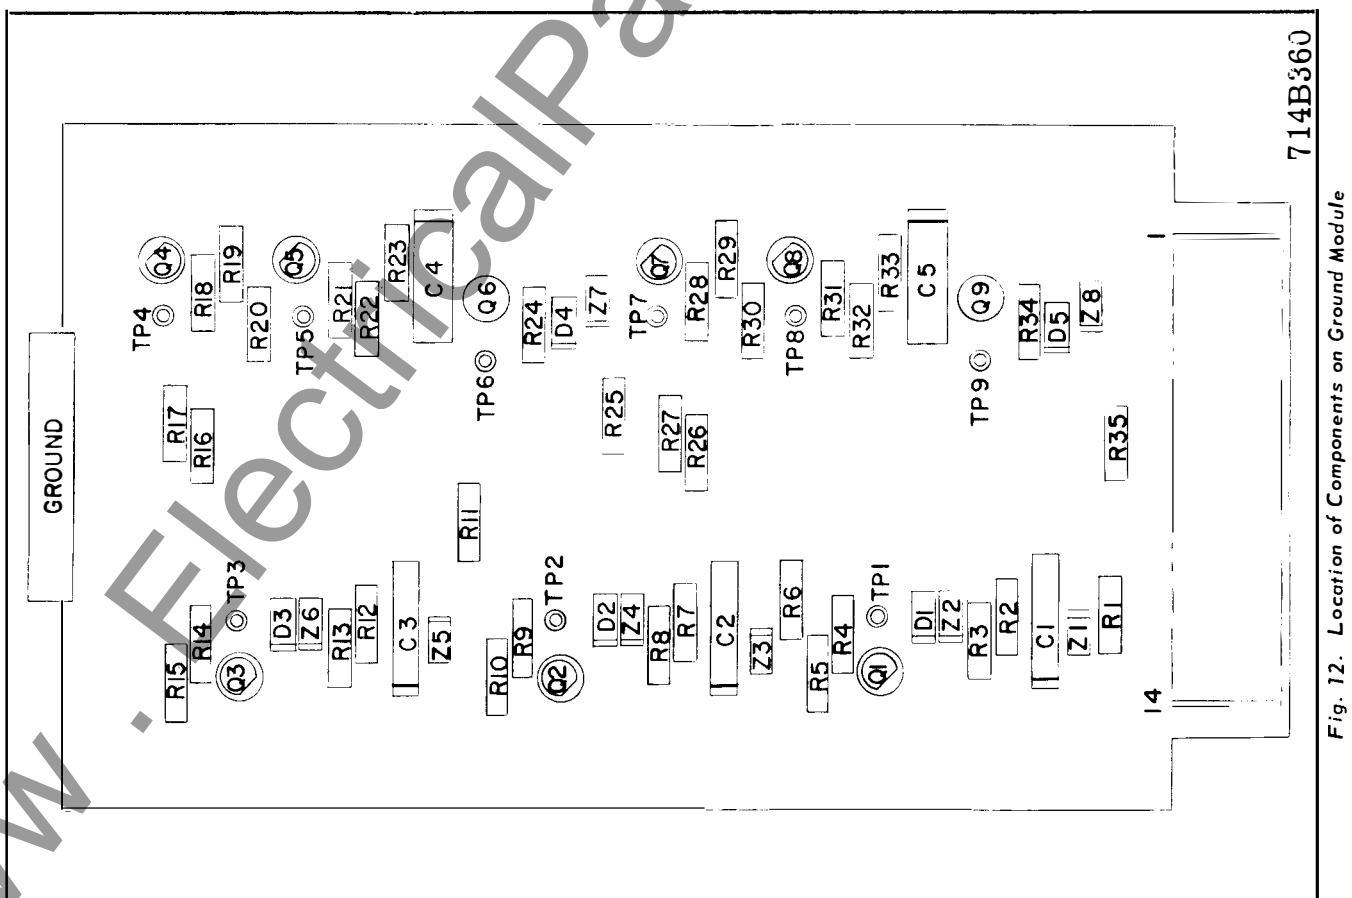 714B360
GROUND
TP4
Q4
R18
R19
R20
Q5
TP5
R21
R22
R23
C4
Q6
TP6
R24
D4
Z7
TP7
Q7
R28
R29
R30
Q8
TP8
R31
R32
R33
C5
Q9
TP9
R34
D5
Z8
1
R17
R16
R11
R25
R27
R26
R35
R15
R14
TP3
Q3
D3
Z6
R13
R12
C3
Z5
R10
R9
TP2
Q2
D2
Z4
R8
R7
C2
Z3
R6
R5
R4
TP1
Q1
D1
Z2
R3
R2
C1
Z1
R1
14
Fig. 12. Location of Components on Ground Module
w . ElectricalPa